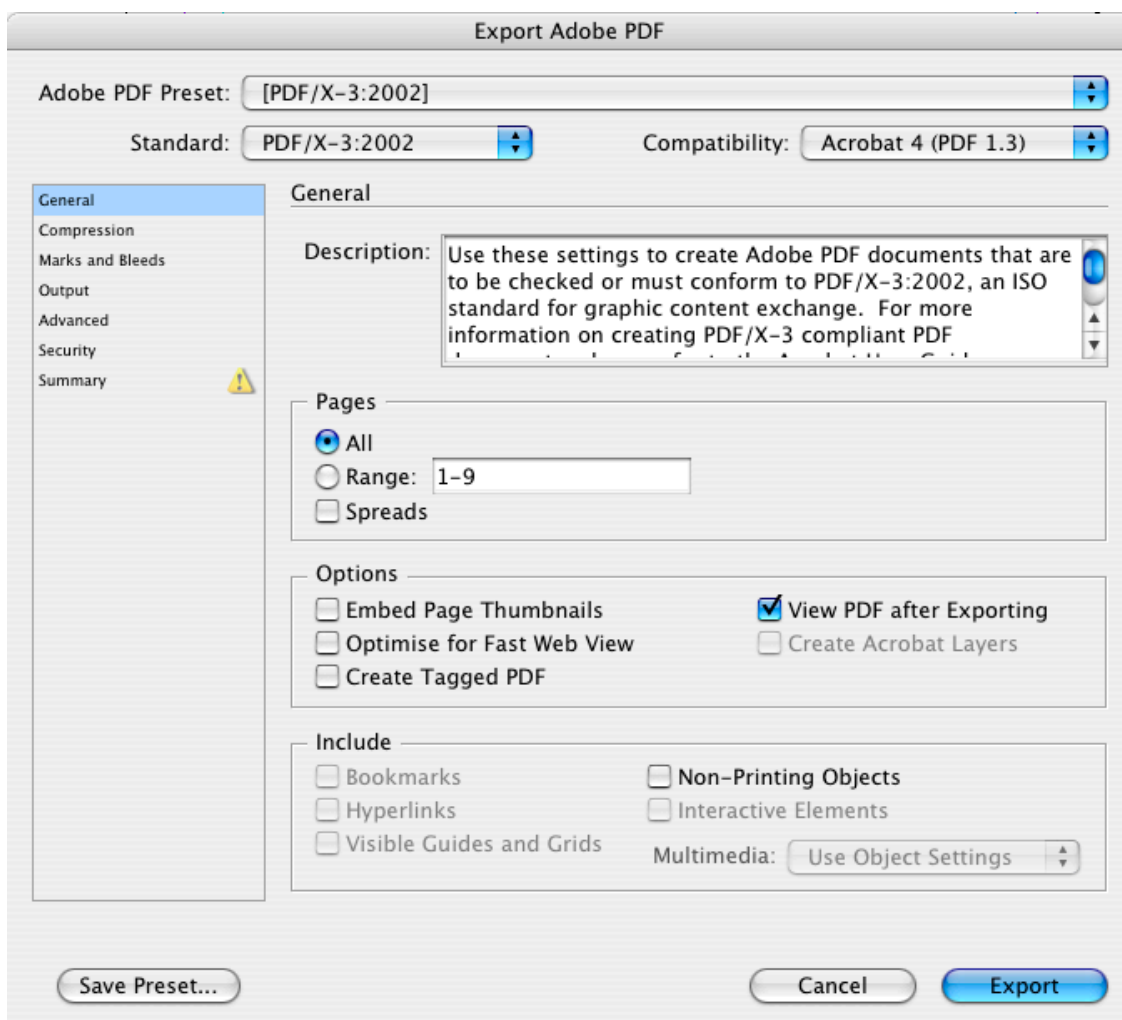 Export Adobe PDF
Adobe PDF Preset: [PDF/X-3:2002]
Standard: PDF/X-3:2002 Compatibility: Acrobat 4 (PDF 1.3)
General
Compression
Marks and Bleeds
Output
Advanced
Security
Summary
General
Description: Use these settings to create Adobe PDF documents that are
to be checked or must conform to PDF/X-3:2002, an ISO
standard for graphic content exchange. For more
information on creating PDF/X-3 compliant PDF
Pages
All
Range: 1-9
Spreads
Options
Embed Page Thumbnails
Optimise for Fast Web View
Create Tagged PDF
View PDF after Exporting
Create Acrobat Layers
Include
Bookmarks
Hyperlinks
Visible Guides and Grids
Non-Printing Objects
Interactive Elements
Multimedia: Use Object Settings
Save Preset... Cancel Export